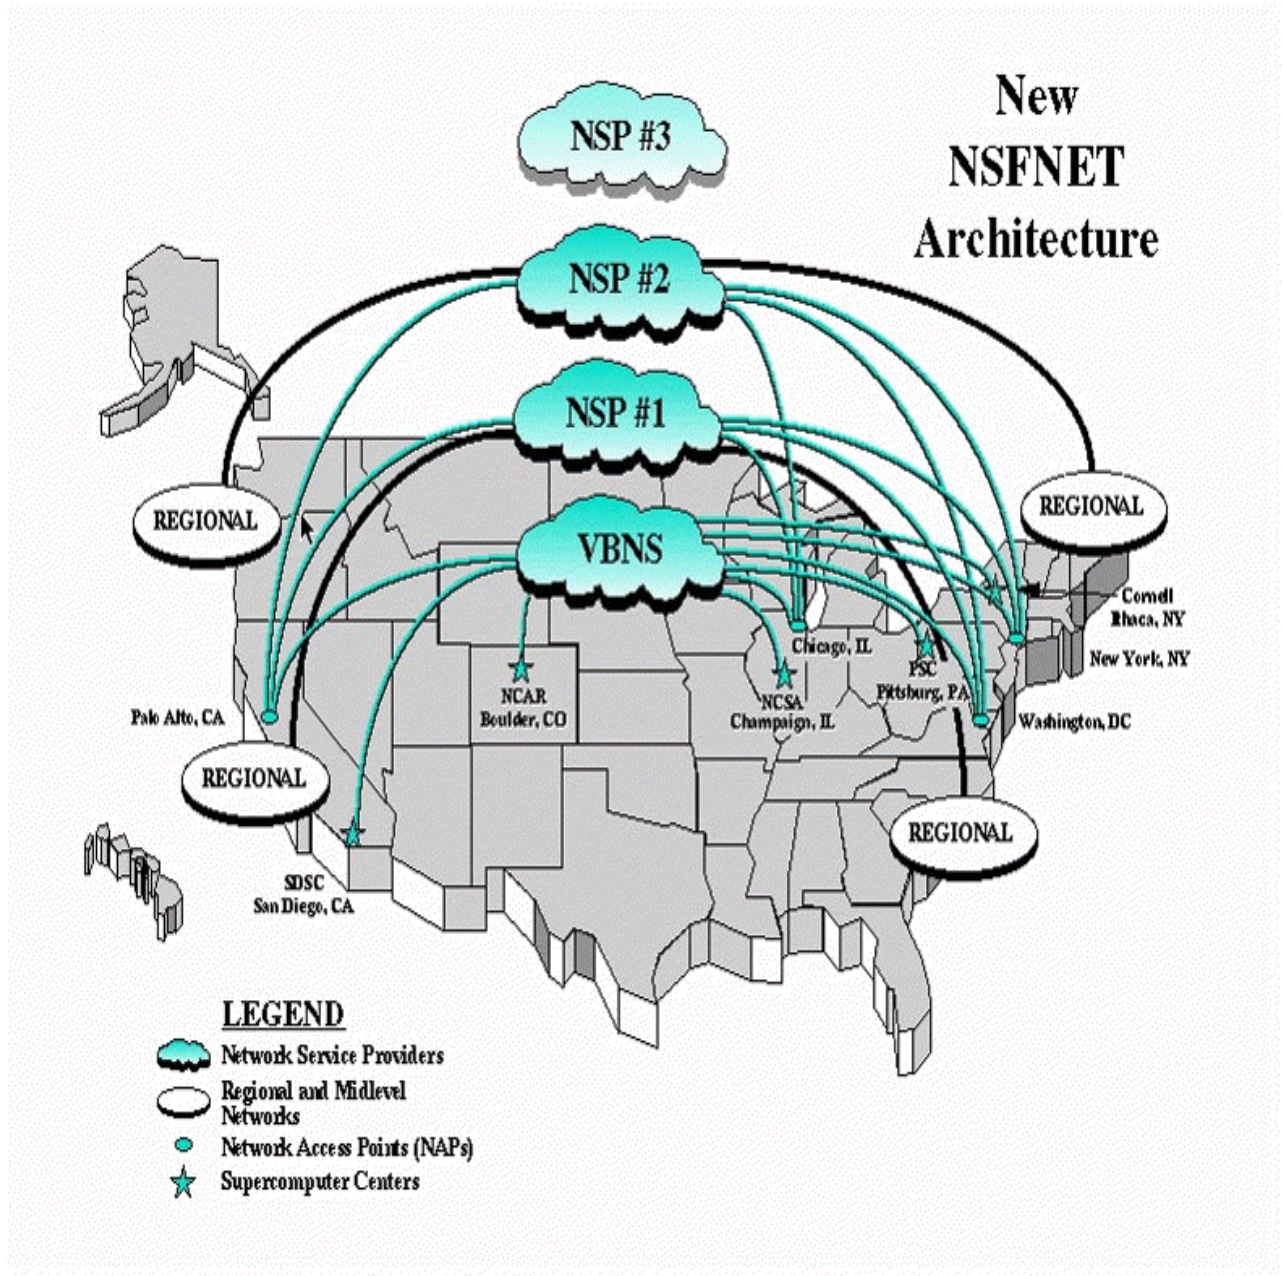 New
NSFNET
Architecture
NSP #3
NSP #2
NSP #1
VBNS
REGIONAL
REGIONAL
Cornell
Ithaca, NY
New York, NY
Chicago, IL
PSC
Pittsburg, PA
NCAR
Boulder, CO
NCSA
Champaign, IL
Palo Alto, CA
Washington, DC
REGIONAL
REGIONAL
SDSC
San Diego, CA
LEGEND
Network Service Providers
Regional and Midlevel
Networks
Network Access Points (NAPs)
Supercomputer Centers